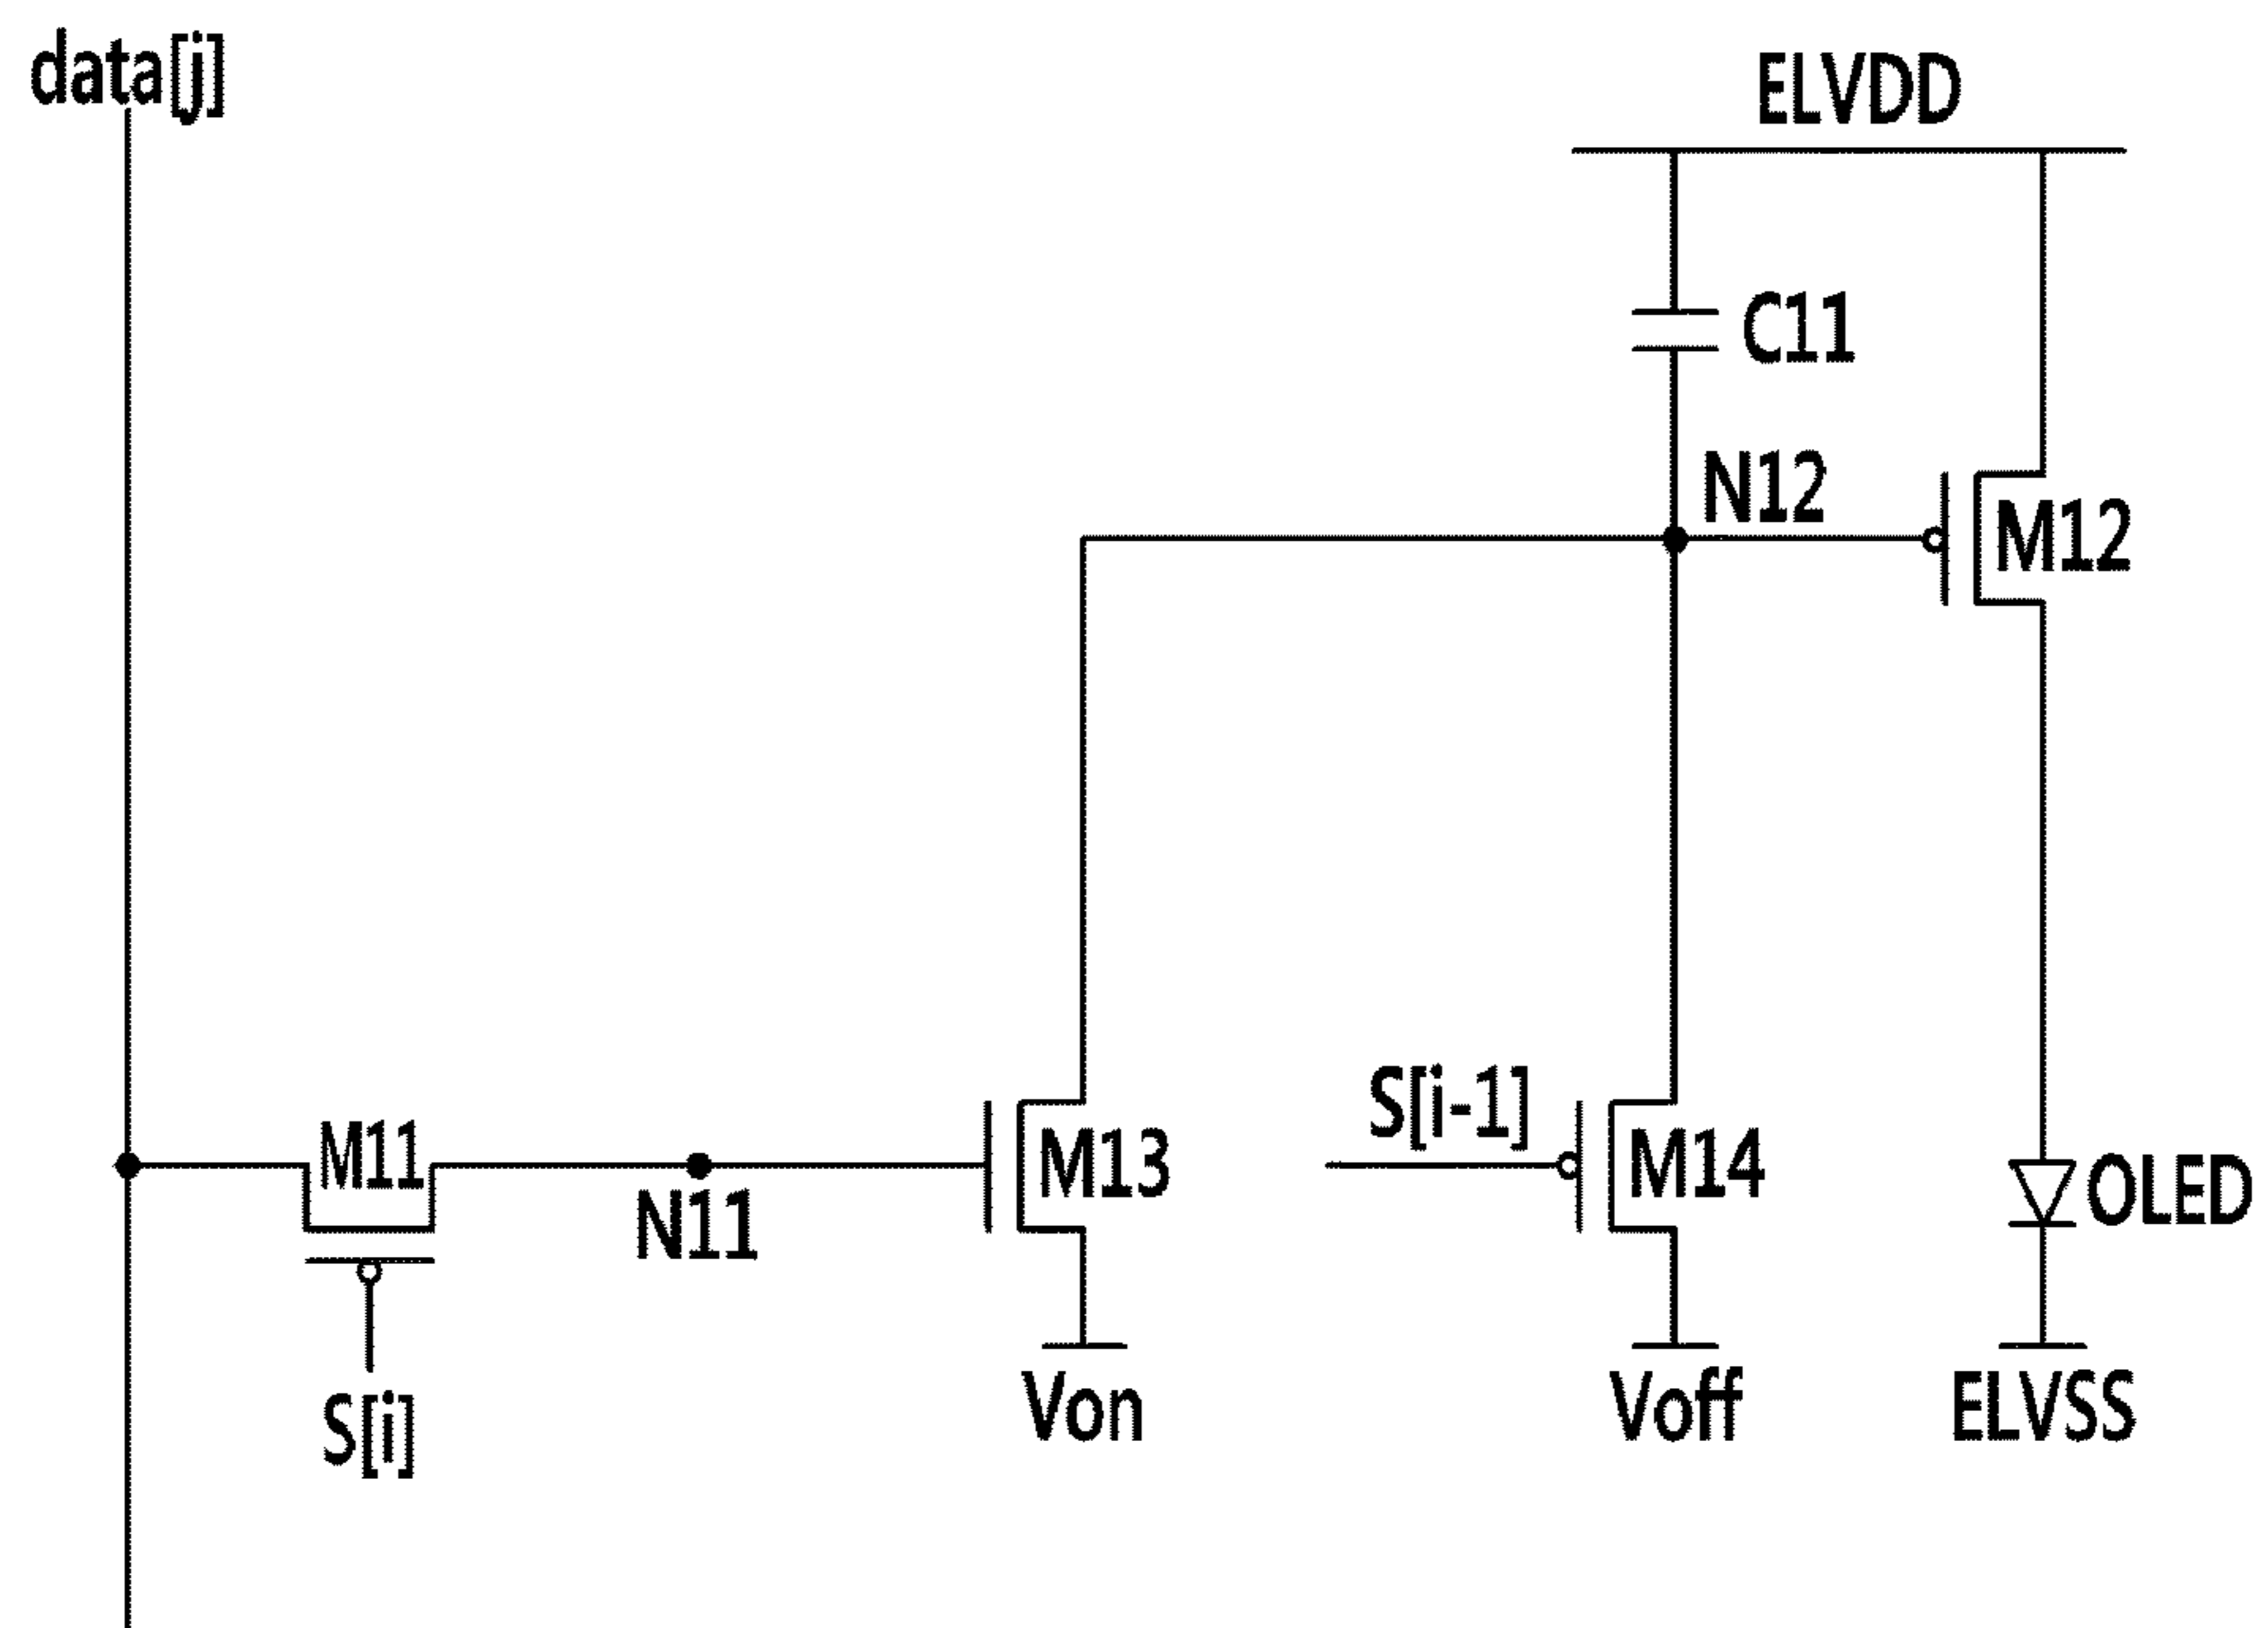 data[j]
ELVDD
C11
N12
M12
S[i-1]
M11
M13
M14
OLED
N11
Von
Voff
ELVSS
S[i]